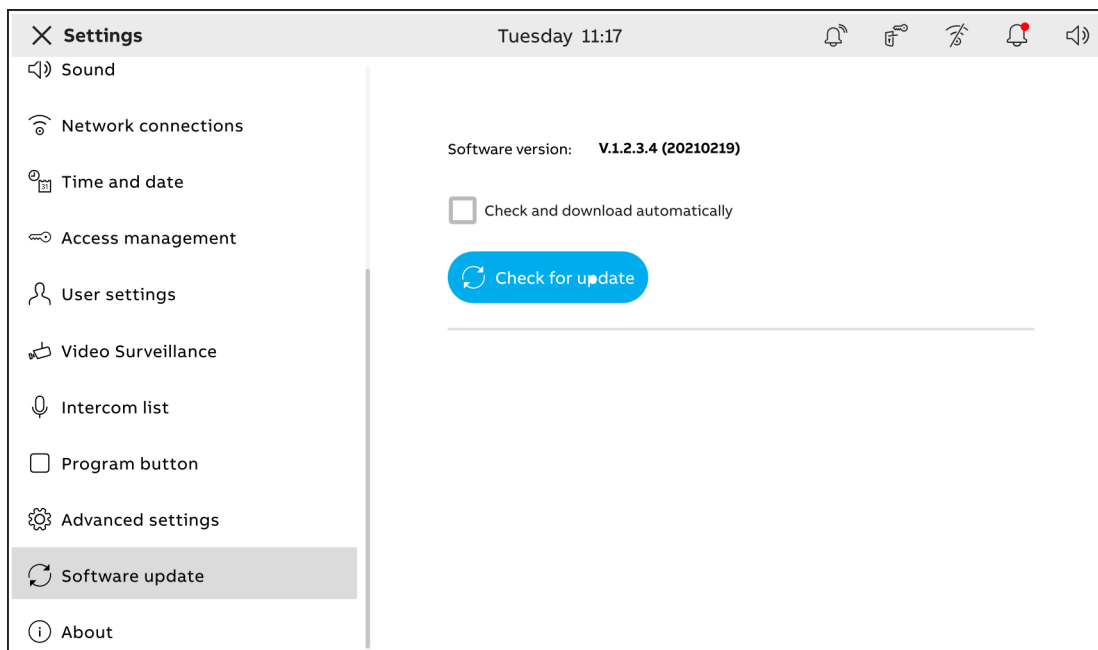 Settings
Tuesday 11:17
Sound
Network connections
31
Time and date
Access management
User settings
Video Surveillance
Intercom list
Program button
Advanced settings
Software update
About
Software version: V.1.2.3.4 (20210219)
Check and download automatically
Check for update